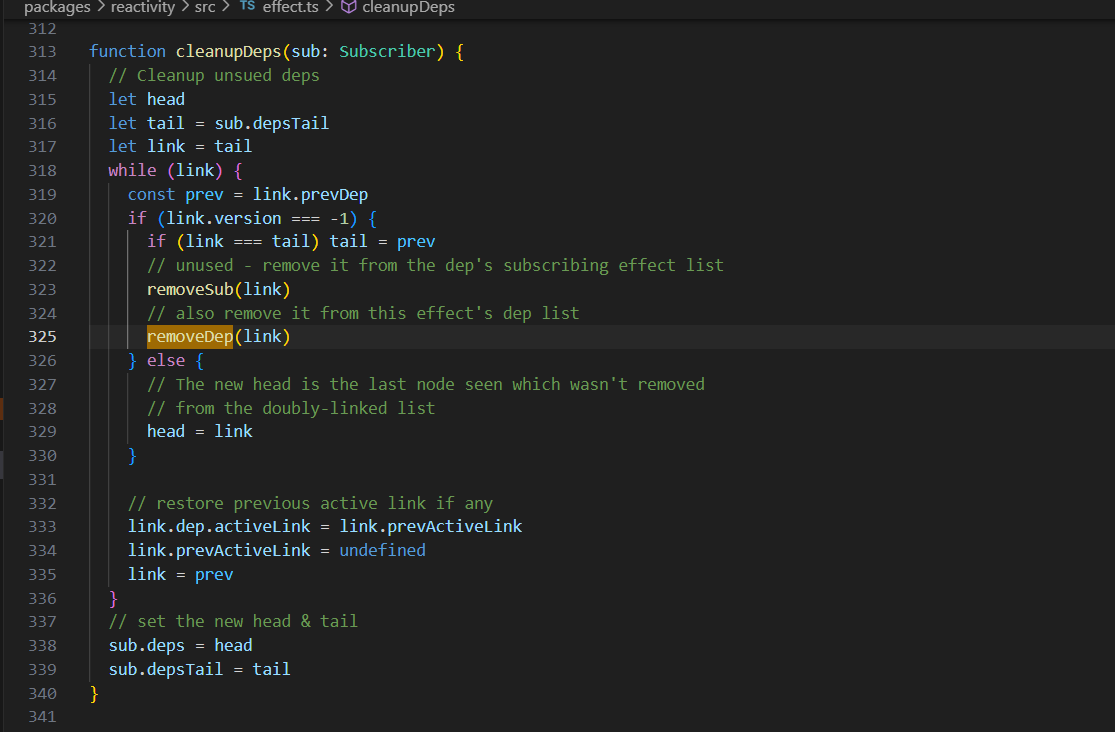 packages > reactivity > src > TS effect.ts > cleanupDeps
312
313 function cleanupDeps(sub: Subscriber) {
314 // Cleanup unsued deps
315 let head
316 let tail = sub.depsTail
317 let link = tail
318 while (link) {
319 const prev = link.prevDep
320 if (link.version === -1) {
321 if (link === tail) tail = prev
322 // unused - remove it from the dep's subscribing effect list
323 removeSub(link)
324 // also remove it from this effect's dep list
325 removeDep(link)
326 } else {
327 // The new head is the last node seen which wasn't removed
328 // from the doubly-linked list
329 head = link
330 }
331
332 // restore previous active link if any
333 link.dep.activeLink = link.prevActiveLink
334 link.prevActiveLink = undefined
335 link = prev
336 }
337 // set the new head & tail
338 sub.deps = head
339 sub.depsTail = tail
340 }
341